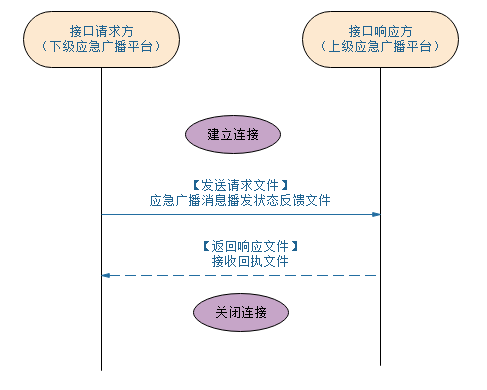 接口请求方
（下级应急广播平台）
接口响应方
（上级应急广播平台）
建立连接
【发送请求文件】
应急广播消息播发状态反馈文件
【返回响应文件】
接收回执文件
关闭连接